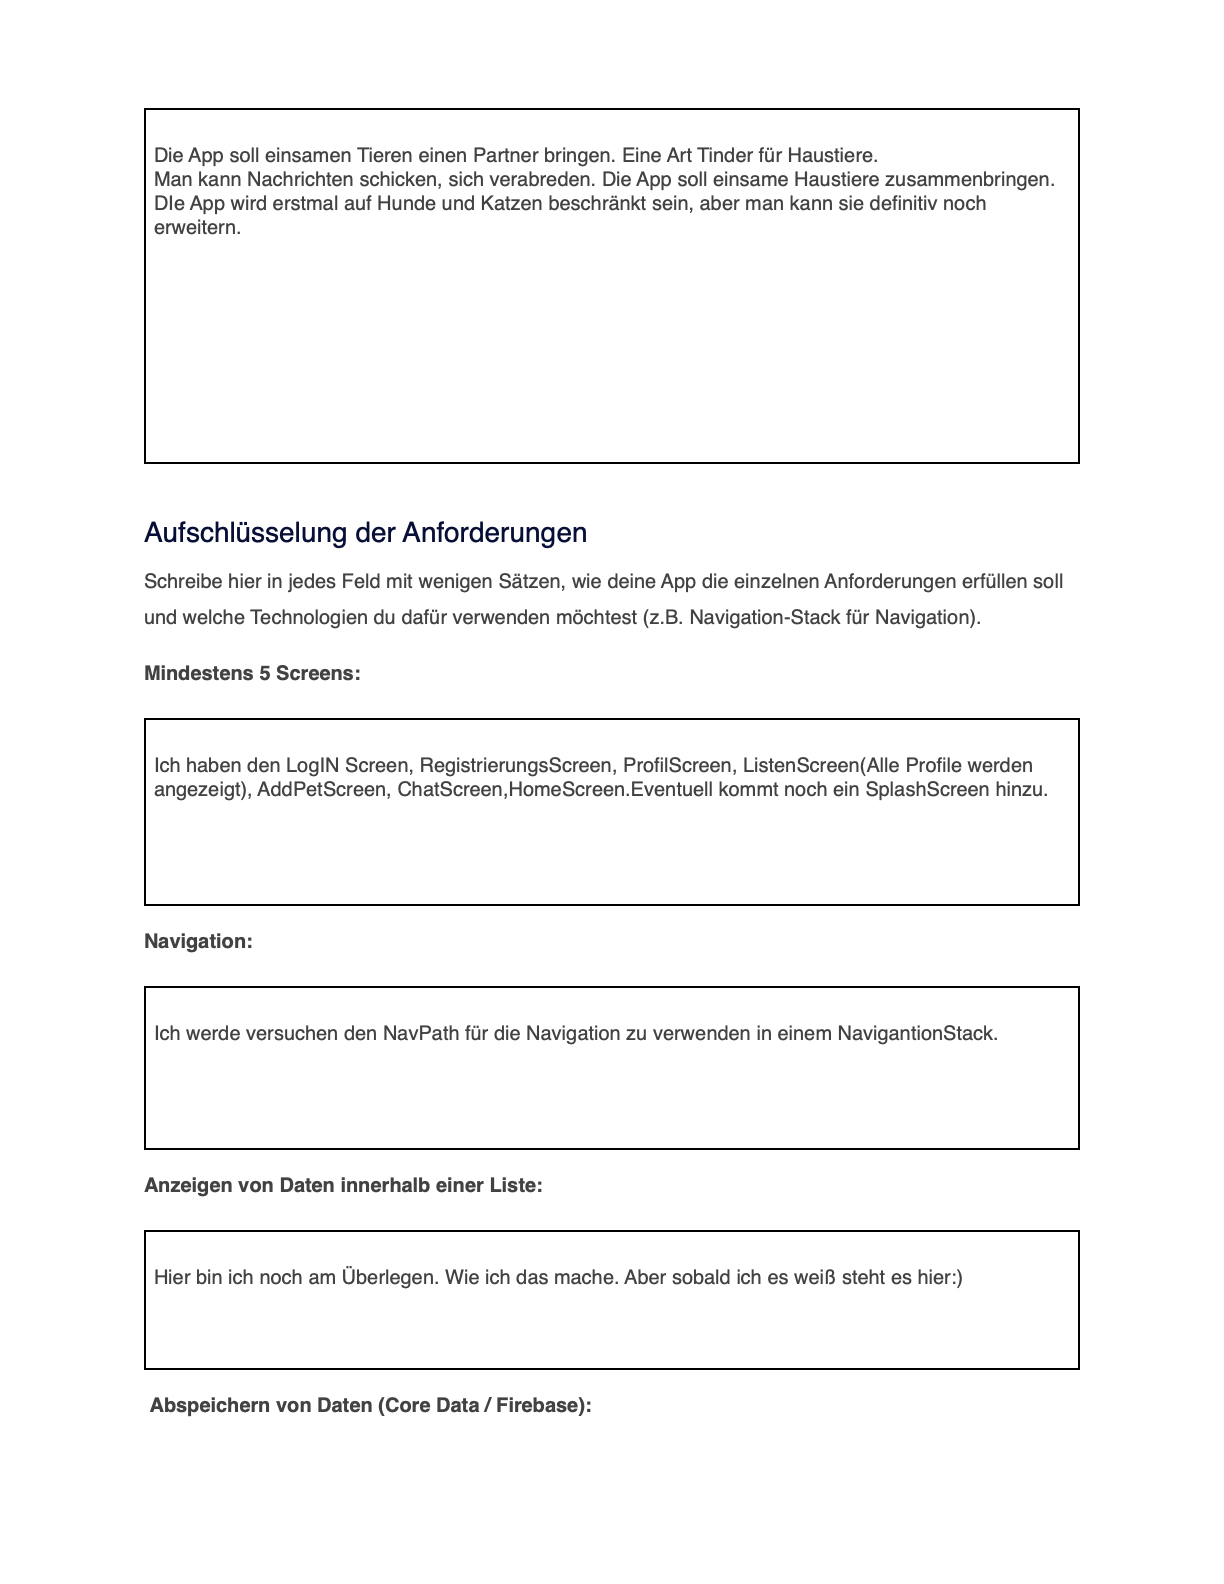 Die App soll einsamen Tieren einen Partner bringen. Eine Art Tinder für Haustiere.
Man kann Nachrichten schicken, sich verabreden. Die App soll einsame Haustiere zusammenbringen.
DIe App wird erstmal auf Hunde und Katzen beschränkt sein, aber man kann sie definitiv noch
erweitern.
Aufschlüsselung der Anforderungen
Schreibe hier in jedes Feld mit wenigen Sätzen, wie deine App die einzelnen Anforderungen erfüllen soll
und welche Technologien du dafür verwenden möchtest (z.B. Navigation-Stack für Navigation).
Mindestens 5 Screens:
Ich haben den LogIN Screen, RegistrierungsScreen, ProfilScreen, ListenScreen(Alle Profile werden
angezeigt), AddPetScreen, ChatScreen,HomeScreen.Eventuell kommt noch ein SplashScreen hinzu.
Navigation:
Ich werde versuchen den NavPath für die Navigation zu verwenden in einem NavigantionStack.
Anzeigen von Daten innerhalb einer Liste:
Hier bin ich noch am Überlegen. Wie ich das mache. Aber sobald ich es weiß steht es hier:)
Abspeichern von Daten (Core Data / Firebase):